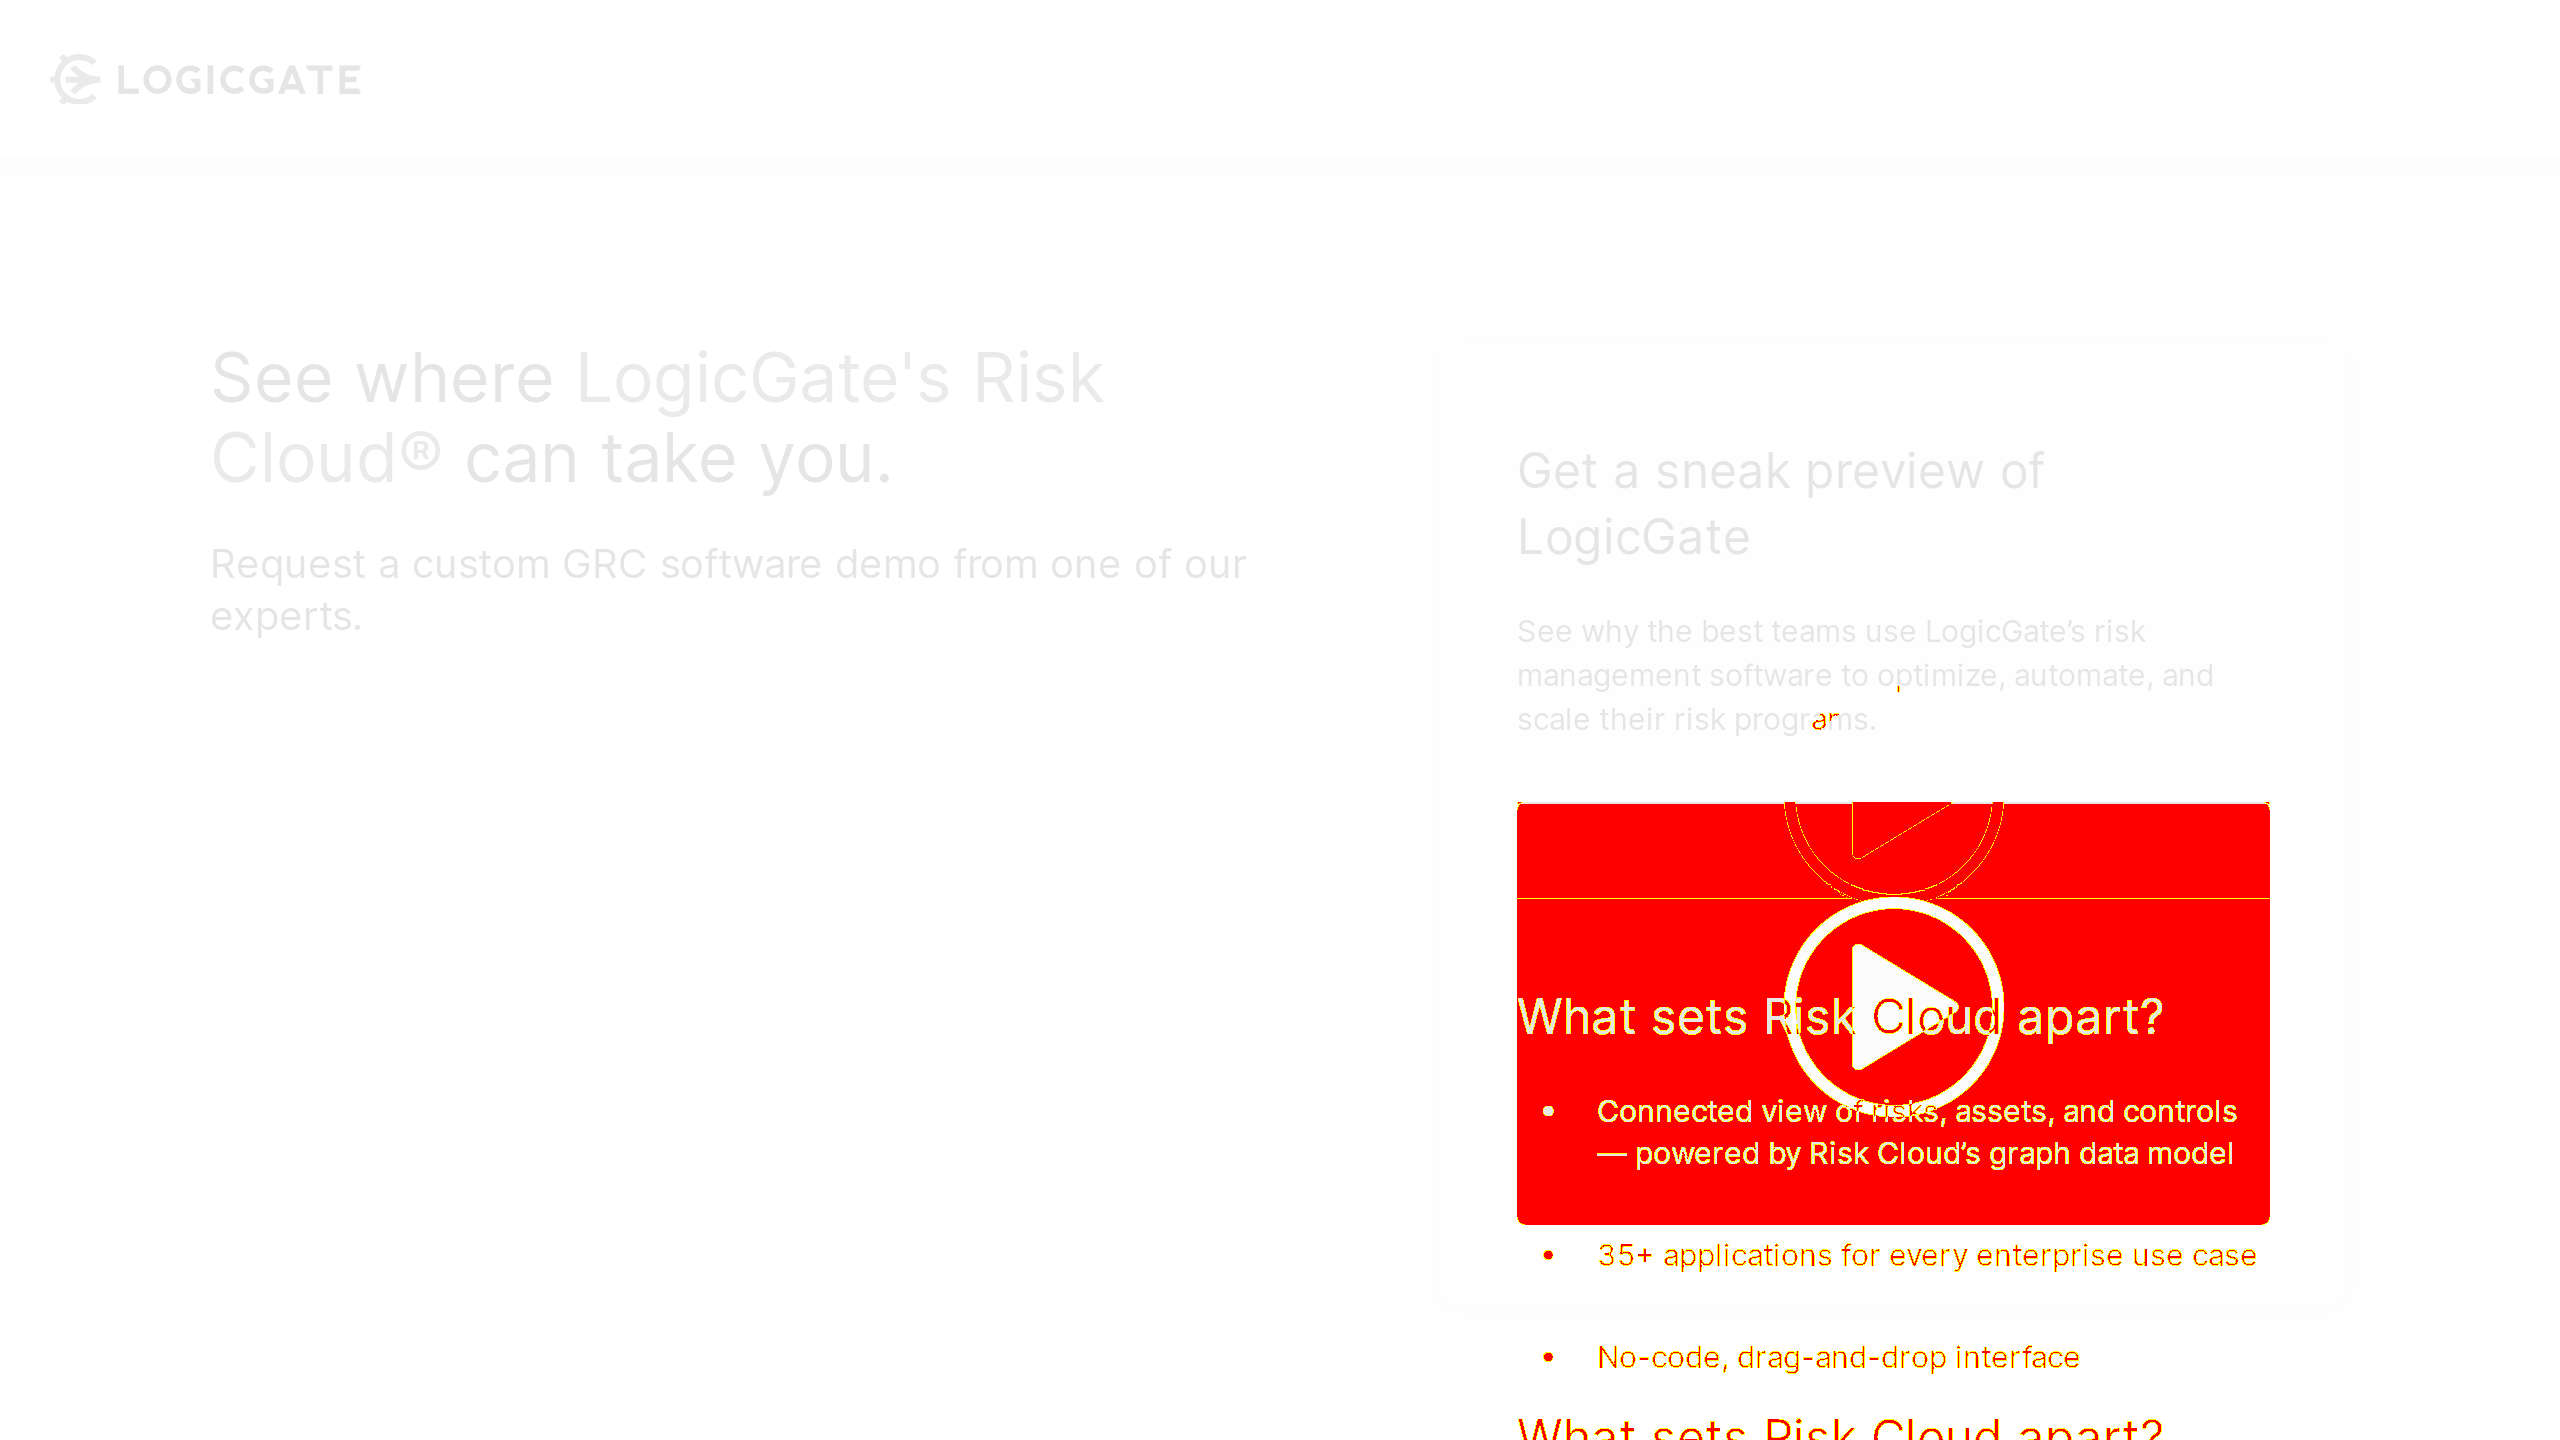 LOGICGATE
See where LogicGate's Risk
Cloud® can take you.
Request a custom GRC software demo from one of our
experts.
Get a sneak preview of
LogicGate
See why the best teams use LogicGate’s risk
management software to optimize, automate, and
scale their risk programs.
What sets Risk Cloud apart?
• Connected view of risks, assets, and controls
— powered by Risk Cloud’s graph data model
• 35+ applications for every enterprise use case
• No-code, drag-and-drop interface
What sets Risk Cloud apart?